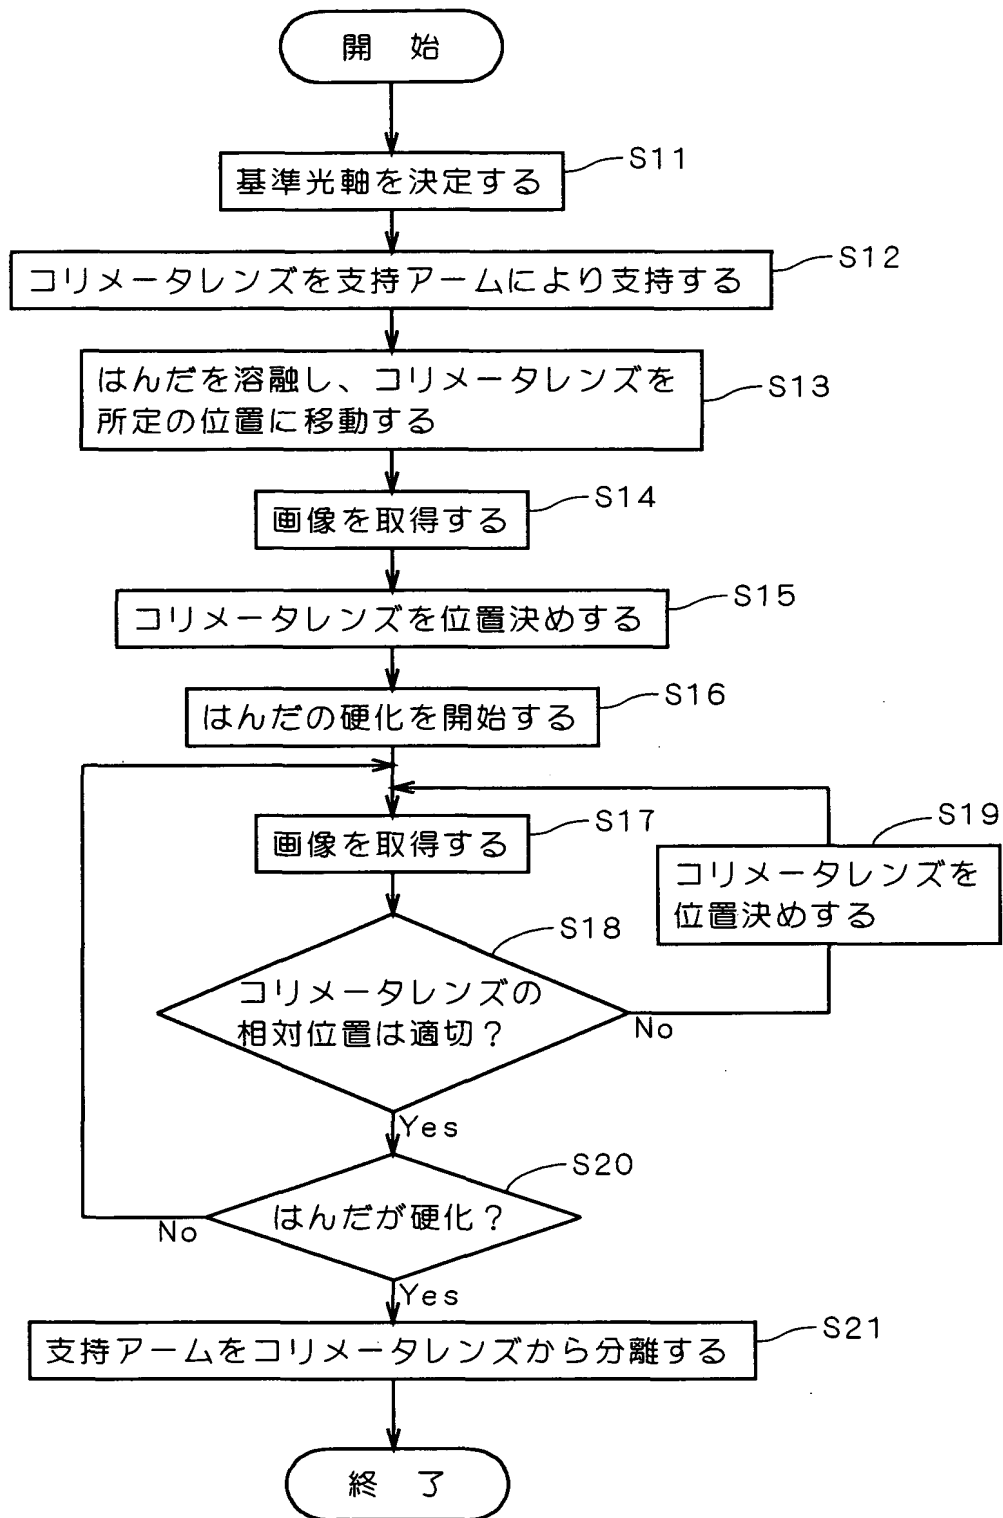 開　始
S11
基準光軸を決定する
S12
コリメータレンズを支持アームにより支持する
S13
はんだを溶融し、コリメータレンズを
所定の位置に移動する
S14
画像を取得する
S15
コリメータレンズを位置決めする
S16
はんだの硬化を開始する
S17
画像を取得する
S19
コリメータレンズを
位置決めする
S18
コリメータレンズの
相対位置は適切？
No
Yes
S20
はんだが硬化？
No
Yes
S21
支持アームをコリメータレンズから分離する
終　了